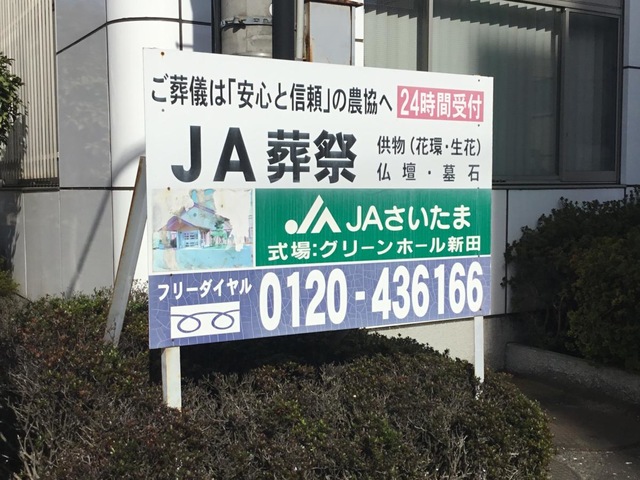 ご葬儀は「安心と信頼」の農協へ 24時間受付
JA葬祭
供物（花環・生花）
仏壇・墓石
JAさいたま
式場:グリーンホール新田
フリーダイヤル
0120-436166